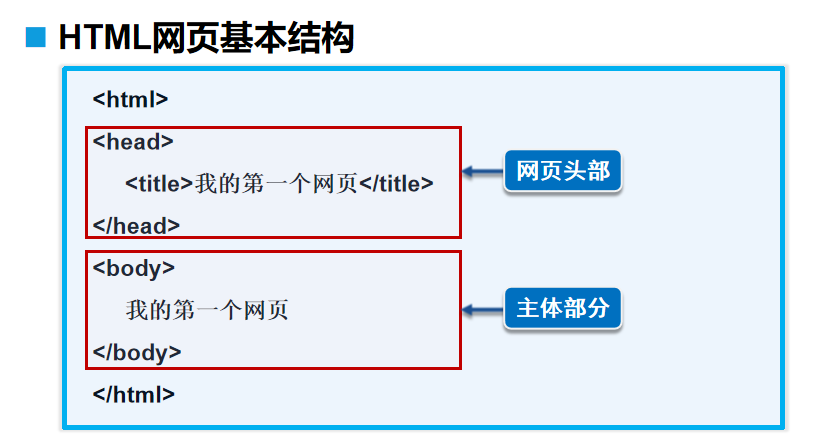 HTML网页基本结构
<html>
<head>
<title>我的第一个网页</title>
网页头部
</head>
<body>
我的第一个网页
主体部分
</body>
</html>